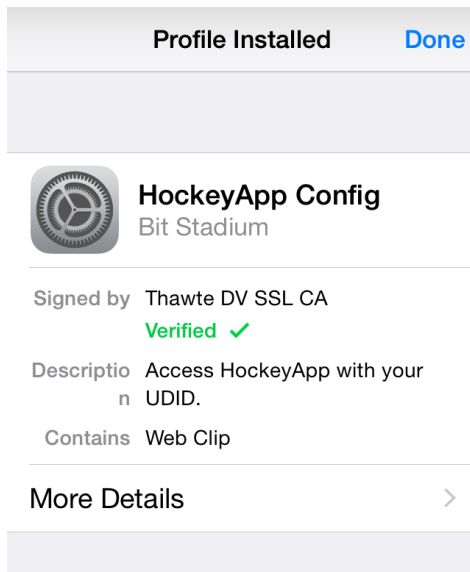 Profile Installed Done
HockeyApp Config
Bit Stadium
Signed by Thawte DV SSL CA
Verified ✓
Descriptio Access HockeyApp with your
n UDID.
Contains Web Clip
More Details